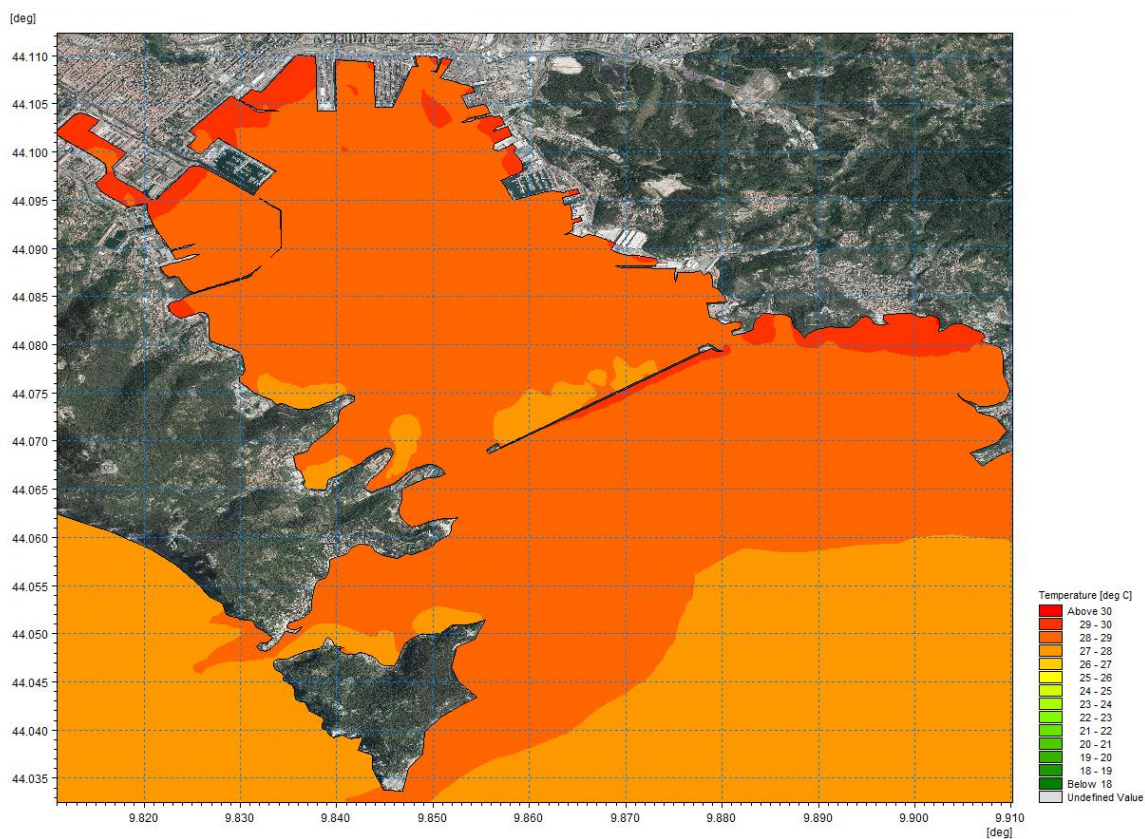 [deg]
44.110
44.105
44.100
44.095
44.090
44.085
44.080
44.075
44.070
44.065
44.060
44.055
44.050
44.045
44.040
44.035
9.820 9.830 9.840 9.850 9.860 9.870 9.880 9.890 9.900 9.910
[deg]
Temperature [deg C]
Above 30
29 - 30
28 - 29
27 - 28
26 - 27
25 - 26
24 - 25
23 - 24
22 - 23
21 - 22
20 - 21
19 - 20
18 - 19
Below 18
Undefined Value